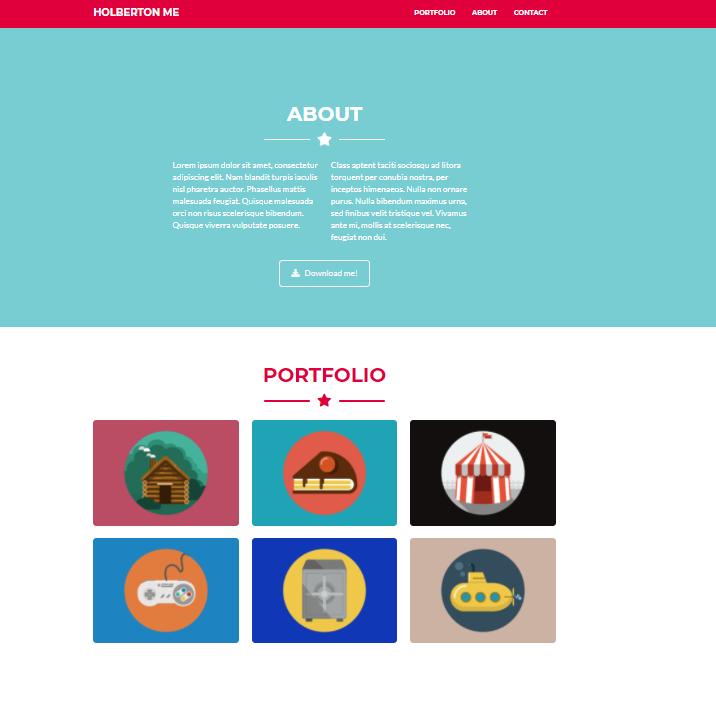 HOLBERTON ME
PORTFOLIO ABOUT CONTACT
ABOUT
Lorem ipsum dolor sit amet, consectetur
adipiscing elit. Nam blandit turpis iaculis
nisl pharetra auctor. Phasellus mattis
malesuada feugiat. Quisque malesuada
orci non risus scelerisque bibendum.
Quisque viverra vulputate posuere.
Class aptent taciti sociosqu ad litora
torquent per conubia nostra, per
inceptos himenaeos. Nulla non ornare
purus. Nulla bibendum maximus urna,
sed finibus velit tristique vel. Vivamus
ante mi, mollis at scelerisque nec,
feugiat non dui.
Download me!
PORTFOLIO